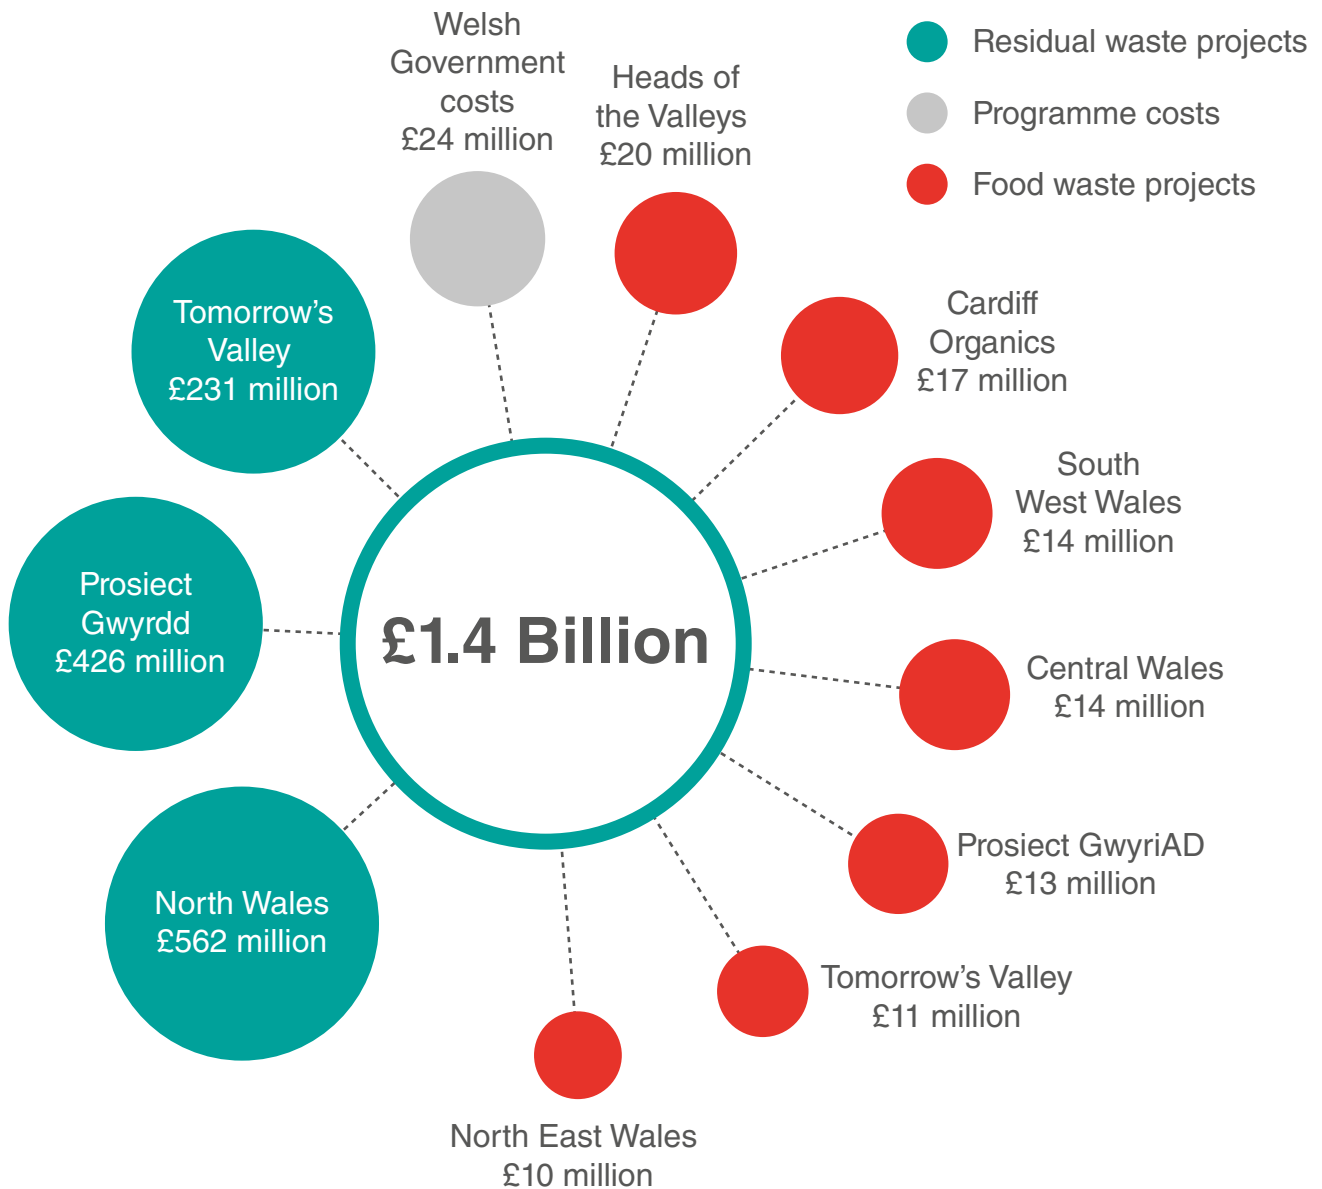 Welsh
Government
costs
£24 million
Heads of
the Valleys
£20 million
Residual waste projects
Programme costs
Food waste projects
Cardiff
Organics
£17 million
South
West Wales
£14 million
Central Wales
£14 million
Prosiect GwyriAD
£13 million
Tomorrow's Valley
£11 million
North East Wales
£10 million
North Wales
£562 million
Prosiect
Gwyrdd
£426 million
Tomorrow's
Valley
£231 million
£1.4 Billion